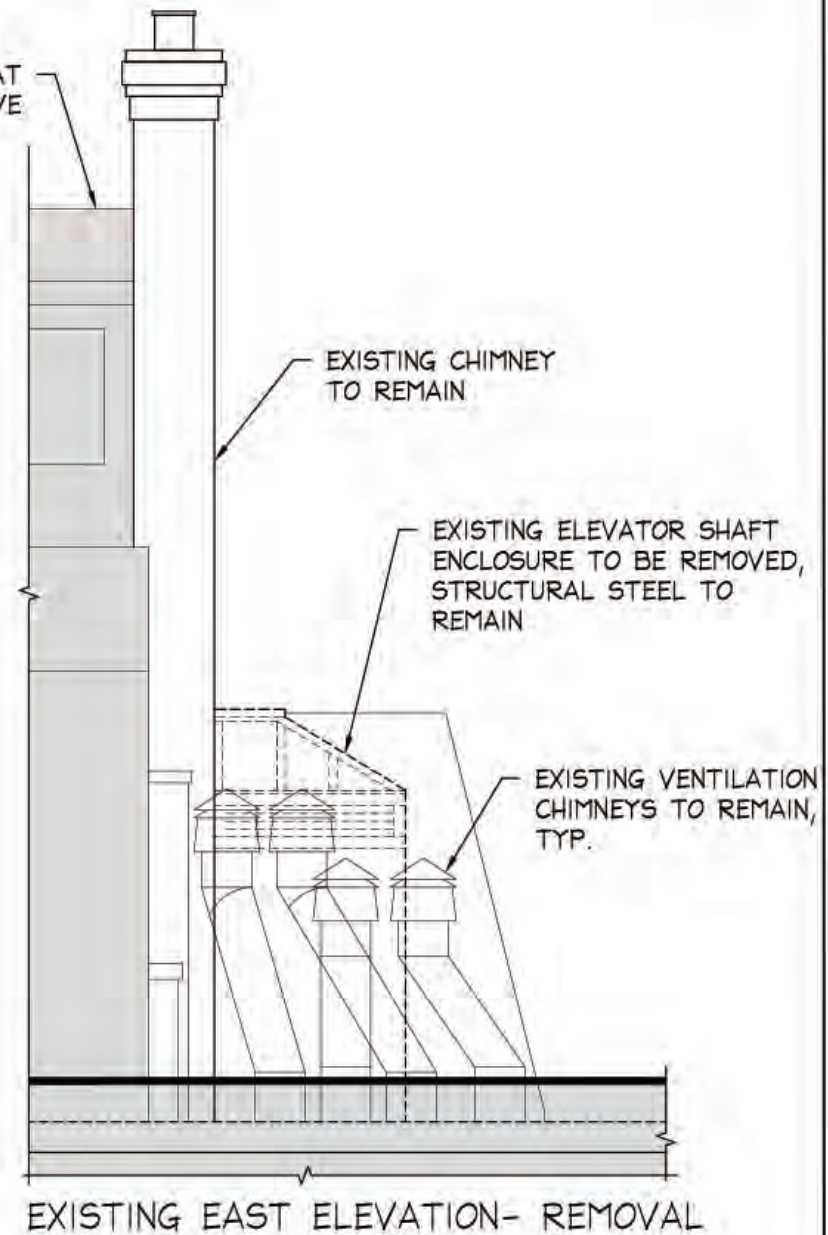 EXISTING CHIMNEY
TO REMAIN
EXISTING ELEVATOR SHAFT
ENCLOSURE TO BE REMOVED,
STRUCTURAL STEEL TO
REMAIN
EXISTING VENTILATION
CHIMNEYS TO REMAIN,
TYP.
EXISTING EAST ELEVATION- REMOVAL